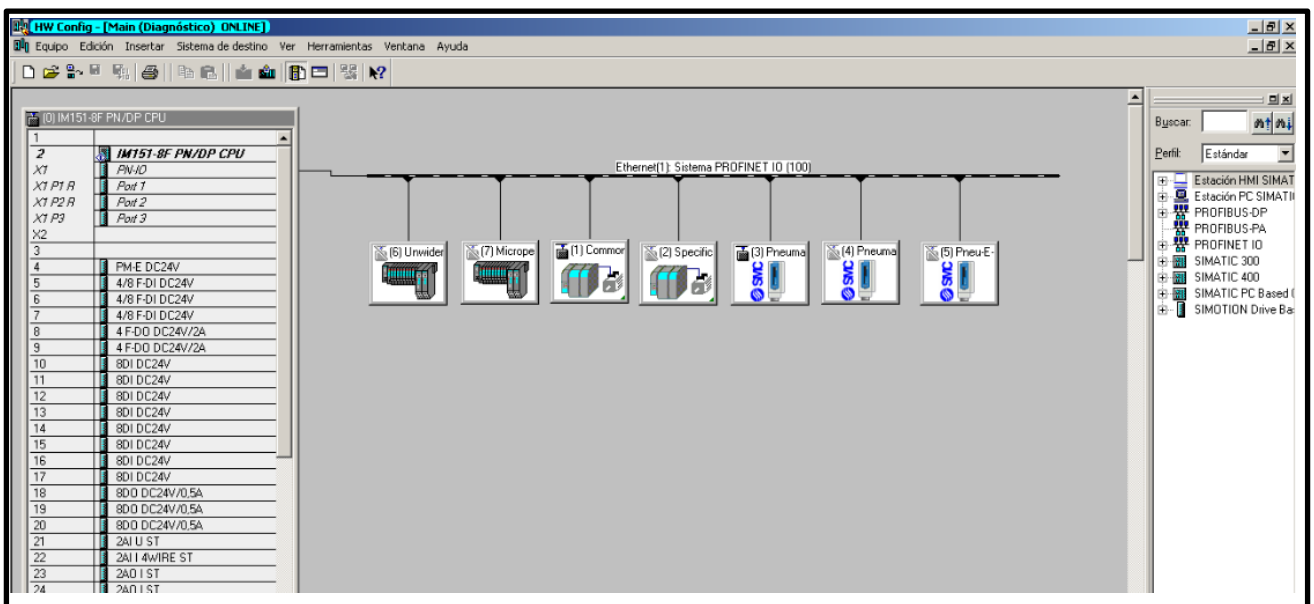 HW Config - [Main (Diagnóstico) ONLINE]
Equipo Edición Insertar Sistema de destino Ver Herramientas Ventana Ayuda
(0) IM151-8F PN/DP CPU
1
2 IM151-8F PN/DP CPU
X1 PN-IO
X1 P1 R Port 1
X1 P2 R Port 2
X1 P3 Port 3
X2
3
4 PM-E DC24V
5 4/8 F-DI DC24V
6 4/8 F-DI DC24V
7 4/8 F-DI DC24V
8 4 F-DO DC24V/2A
9 4 F-DO DC24V/2A
10 8DI DC24V
11 8DI DC24V
12 8DI DC24V
13 8DI DC24V
14 8DI DC24V
15 8DI DC24V
16 8DI DC24V
17 8DI DC24V
18 8DO DC24V/0,5A
19 8DO DC24V/0,5A
20 8DO DC24V/0,5A
21 2AI U ST
22 2AI I 4WIRE ST
23 2AO I ST
24 2AO I ST
Ethernet(1): Sistema PROFINET IO (100)
(6) Unwider
(7) Micrope
(1) Commor
(2) Specific
(3) Pneuma
SMC
(4) Pneuma
SMC
(5) Pneu-E-
SMC
Buscar:
Perfil: Estándar
Estación HMI SIMAT
Estación PC SIMATI
PROFIBUS-DP
PROFIBUS-PA
PROFINET IO
SIMATIC 300
SIMATIC 400
SIMATIC PC Based
SIMOTION Drive Ba